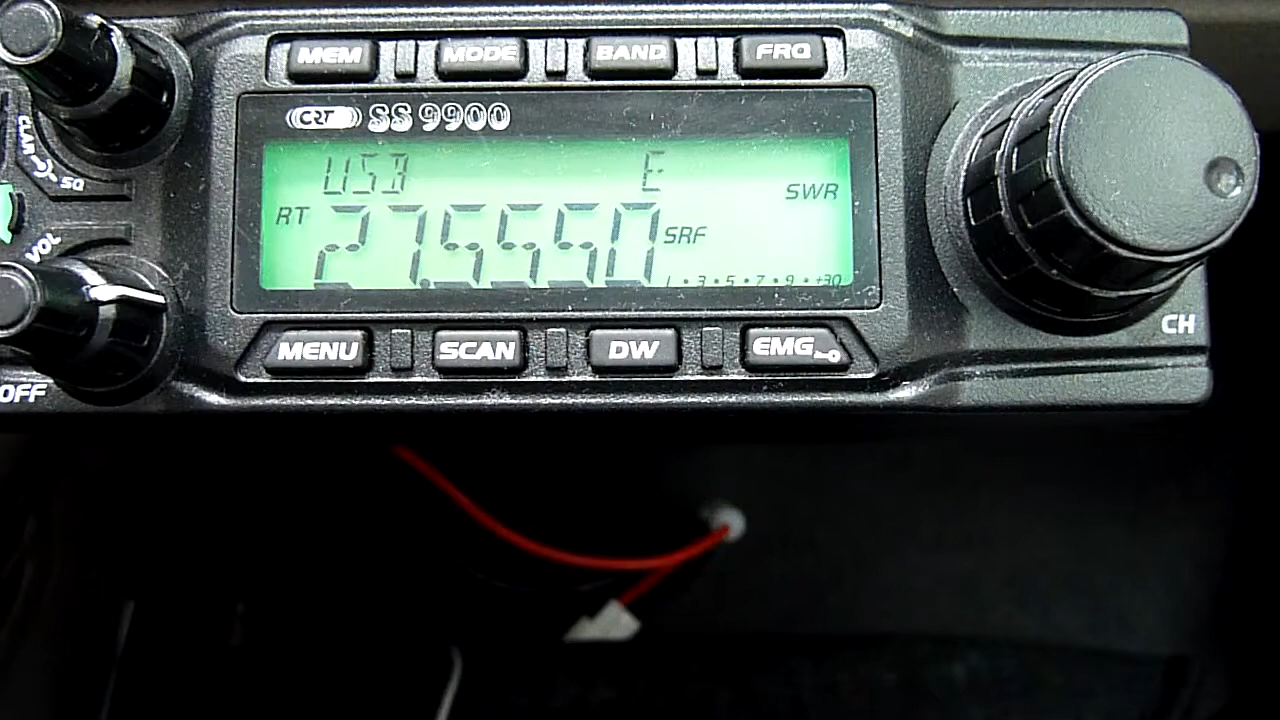 MEM MODE BAND FRQ
CRT SS 9900
USB E
SWR
RT 27.5550 SRF
1 • 3 • 5 • 7 • 9 • +30
CLAR SQ
VOL
OFF
MENU SCAN DW EMG
CH